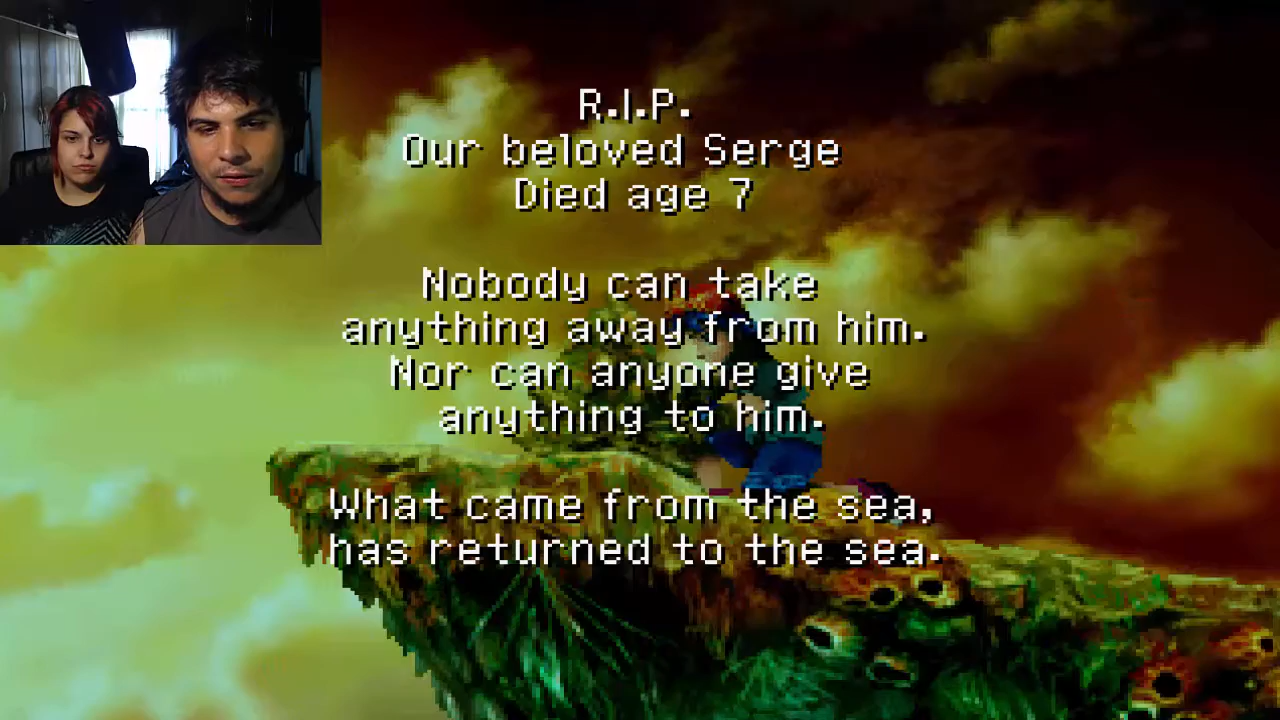 R.I.P.
Our beloved Serge
Died age 7
Nobody can take
anything away from him.
Nor can anyone give
anything to him.
What came from the sea,
has returned to the sea.